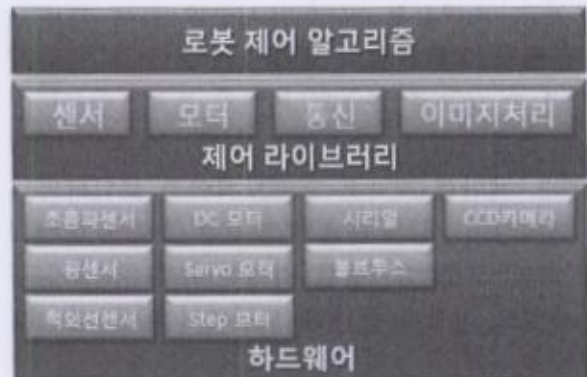 로봇 제어 알고리즘
센서 모터 통신 이미지처리
제어 라이브러리
초음파센서 DC 모터 시리얼 CCD카메라
휨센서 Servo 모터 블루투스
적외선센서 Step 모터
하드웨어